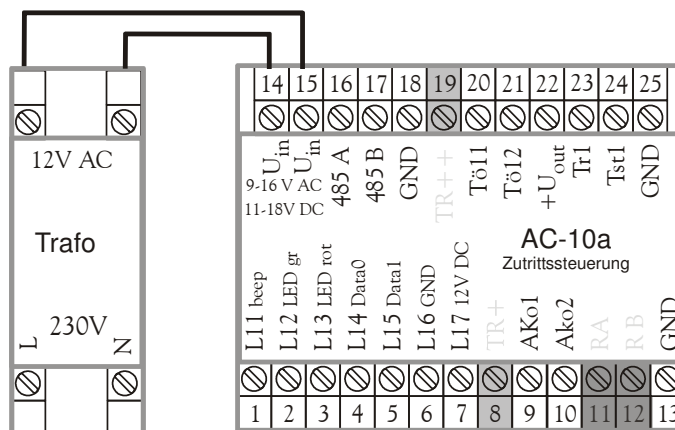 14 15 16 17 18 19 20 21 22 23 24 25
12V AC
Trafo
230V
L
N
Uin
Uin
9-16 V AC
11-18V DC
485 A
485 B
GND
TR++
Tö11
Tö12
+Uout
Tr1
Tst1
GND
AC-10a
Zutrittssteuerung
L11 beep
L12 LED gr
L13 LED rot
L14 Data0
L15 Data1
L16 GND
L17 12V DC
TR+
AKo1
Ako2
RA
RB
GND
1 2 3 4 5 6 7 8 9 10 11 12 13